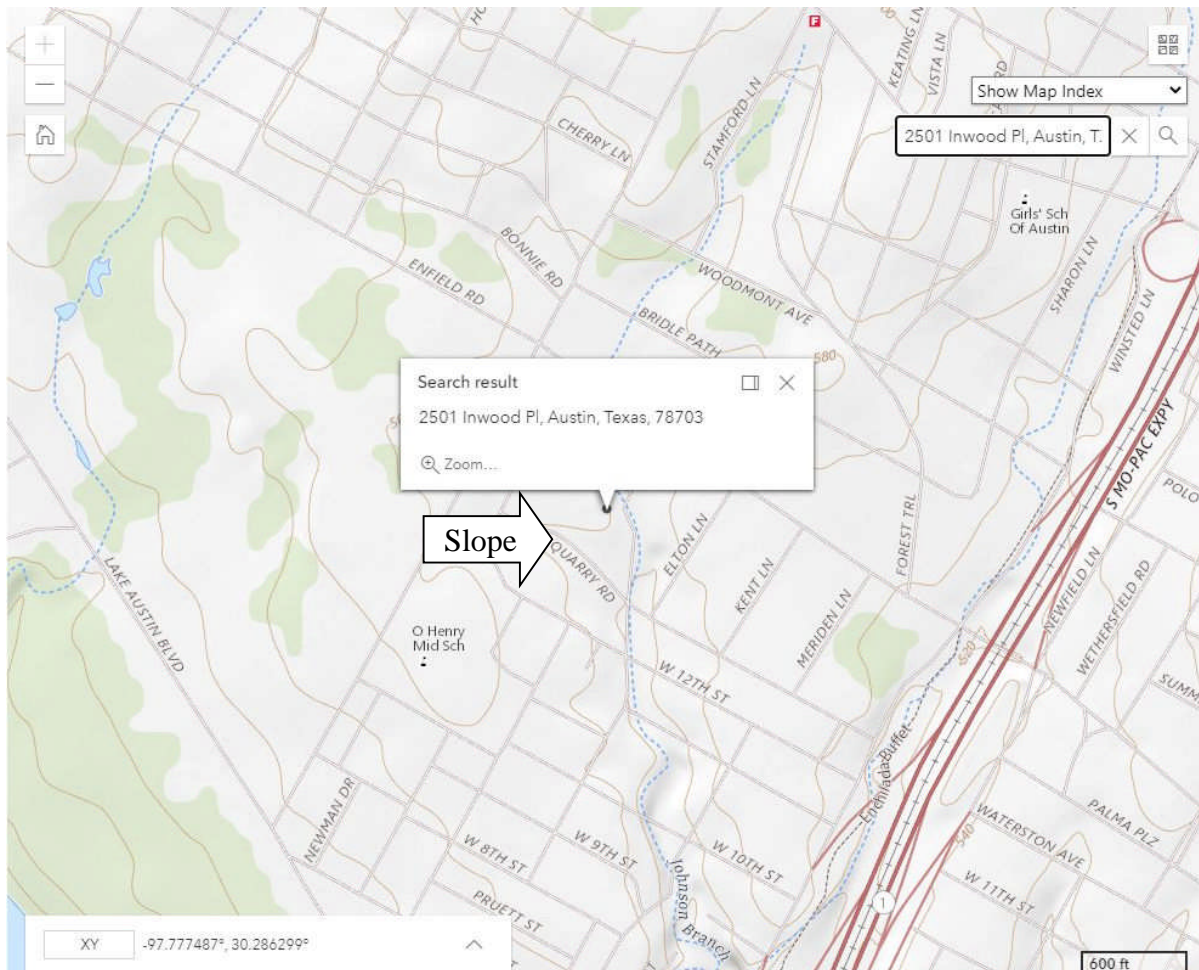 KEATING LN
VISTA LN
Show Map Index
STAMFORD LN
CHERRY LN
2501 Inwood Pl, Austin, T.
Girls' Sch
Of Austin
BONNIE RD
ENFIELD RD
WOODMONT AVE
SHARON LN
WINSTED LN
BRIDLE PATH
580
Search result
2501 Inwood Pl, Austin, Texas, 78703
Zoom...
S MO-PAC EXPY
POLO
Slope
QUARRY RD
ELTON LN
KENT LN
FOREST TRL
MERIDEN LN
NEWFIELD LN
WETHERSFIELD RD
LAKE AUSTIN BLVD
O Henry
Mid Sch
W 12TH ST
520
SUMM
EnchiladaBuffet
NEWMAN DR
W 8TH ST
W 9TH ST
W 10TH ST
540
WATERSTON AVE
PALMA PLZ
W 11TH ST
PRUETT ST
Johnson Branch
1
XY
-97.777487°, 30.286299°
600 ft
F